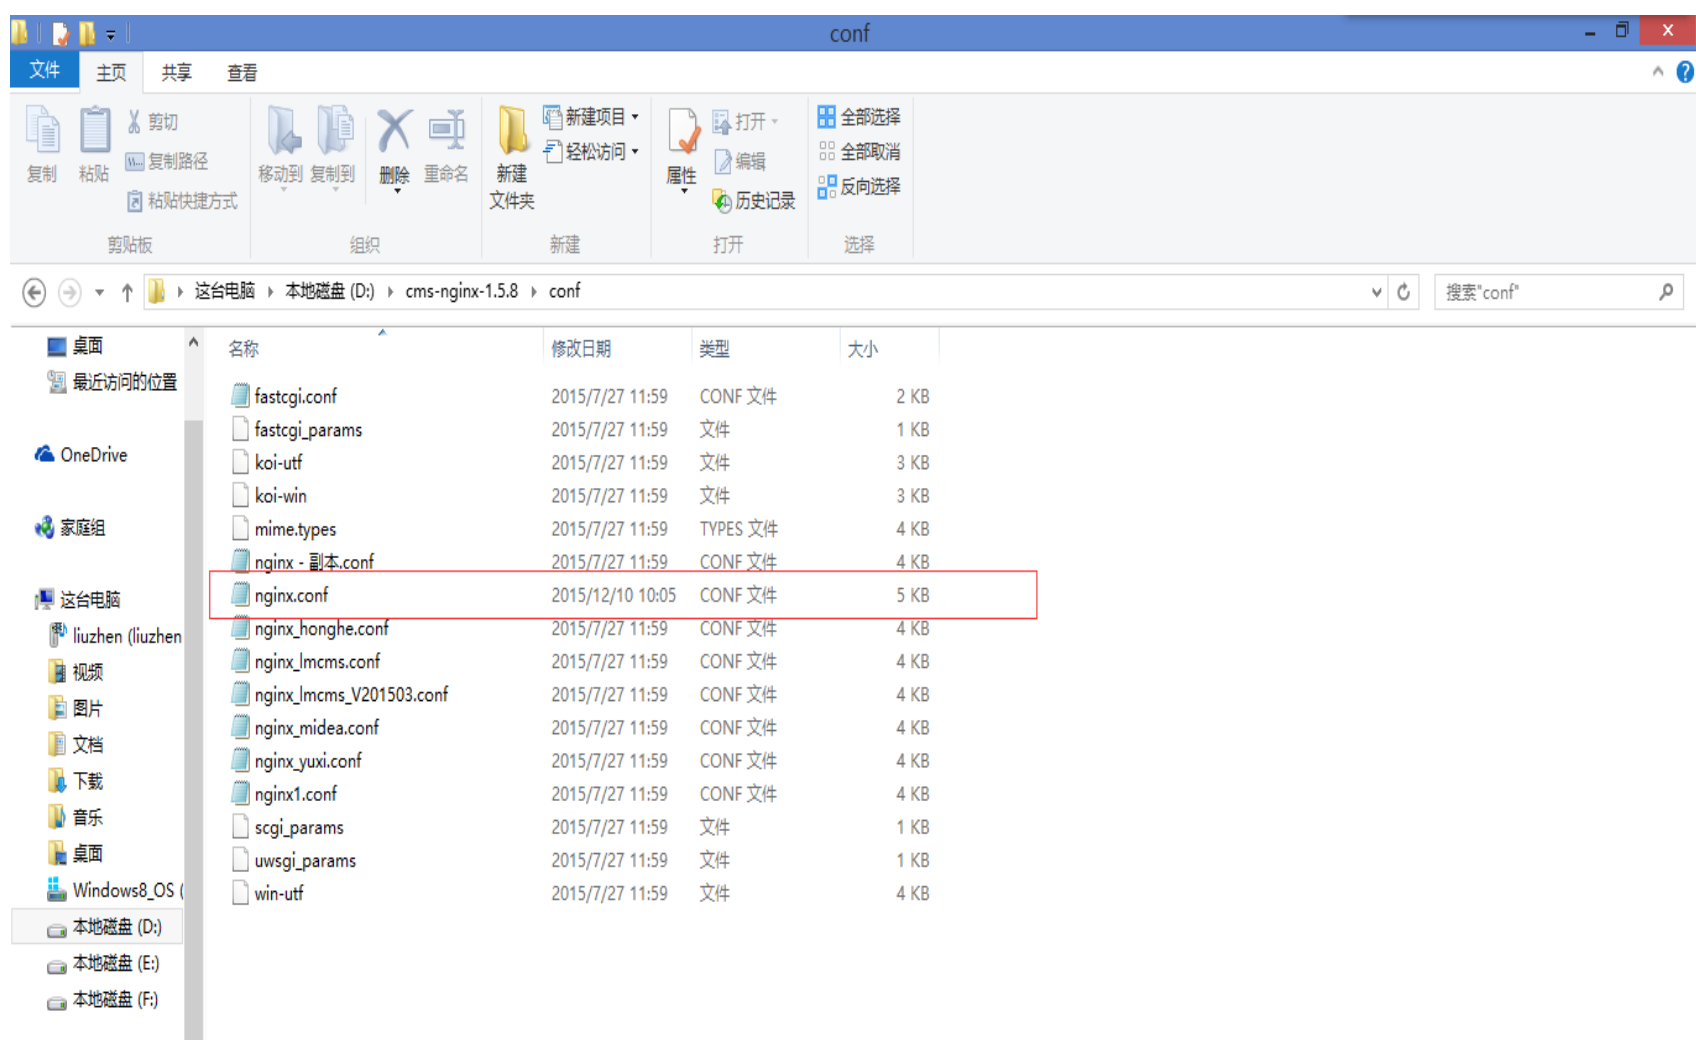 conf
文件 主页 共享 查看
复制 粘贴 剪切 复制路径 粘贴快捷方式
移动到 复制到 删除 重命名
新建文件夹 新建项目 轻松访问
属性 打开 编辑 历史记录
全部选择 全部取消 反向选择
剪贴板 组织 新建 打开 选择
这台电脑 本地磁盘 (D:) cms-nginx-1.5.8 conf
搜索"conf"
桌面
最近访问的位置
OneDrive
家庭组
这台电脑
liuzhen (liuzhen
视频
图片
文档
下载
音乐
桌面
Windows8_OS (
本地磁盘 (D:)
本地磁盘 (E:)
本地磁盘 (F:)
名称 修改日期 类型 大小
fastcgi.conf 2015/7/27 11:59 CONF 文件 2 KB
fastcgi_params 2015/7/27 11:59 文件 1 KB
koi-utf 2015/7/27 11:59 文件 3 KB
koi-win 2015/7/27 11:59 文件 3 KB
mime.types 2015/7/27 11:59 TYPES 文件 4 KB
nginx - 副本.conf 2015/7/27 11:59 CONF 文件 4 KB
nginx.conf 2015/12/10 10:05 CONF 文件 5 KB
nginx_honghe.conf 2015/7/27 11:59 CONF 文件 4 KB
nginx_lmcms.conf 2015/7/27 11:59 CONF 文件 4 KB
nginx_lmcms_V201503.conf 2015/7/27 11:59 CONF 文件 4 KB
nginx_midea.conf 2015/7/27 11:59 CONF 文件 4 KB
nginx_yuxi.conf 2015/7/27 11:59 CONF 文件 4 KB
nginx1.conf 2015/7/27 11:59 CONF 文件 4 KB
scgi_params 2015/7/27 11:59 文件 1 KB
uwsgi_params 2015/7/27 11:59 文件 1 KB
win-utf 2015/7/27 11:59 文件 4 KB